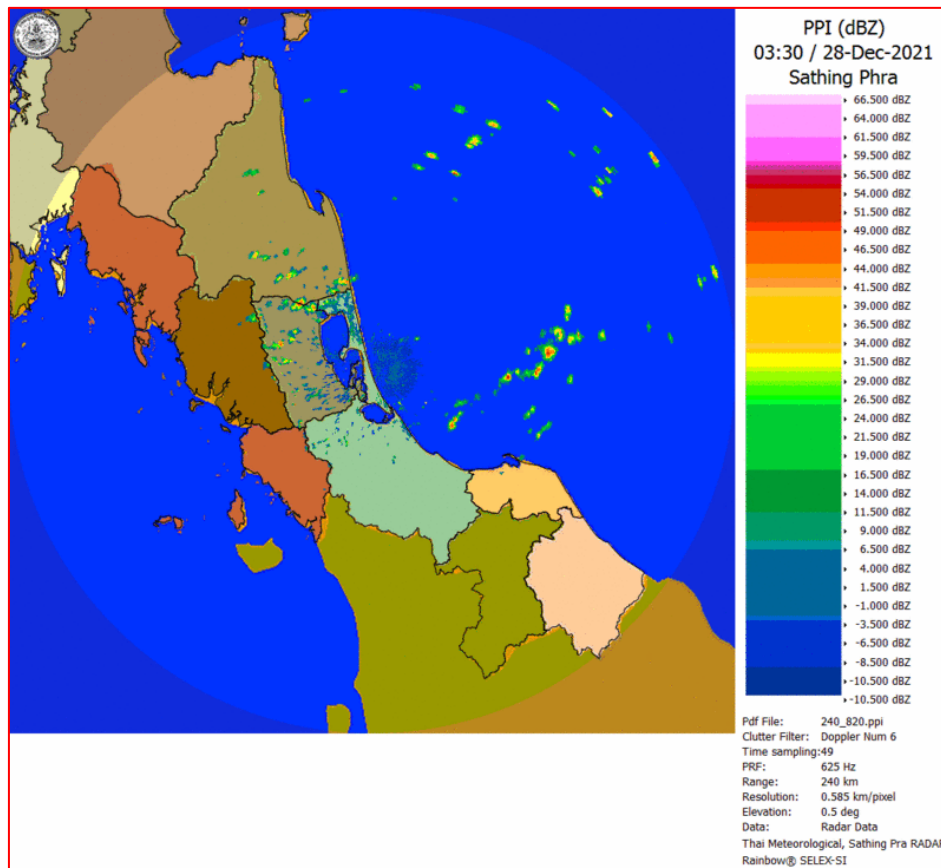 PPI (dBZ)
03:30 / 28-Dec-2021
Sathing Phra
66.500 dBZ
64.000 dBZ
61.500 dBZ
59.500 dBZ
56.500 dBZ
54.000 dBZ
51.500 dBZ
49.000 dBZ
46.500 dBZ
44.000 dBZ
41.500 dBZ
39.000 dBZ
36.500 dBZ
34.000 dBZ
31.500 dBZ
29.000 dBZ
26.500 dBZ
24.000 dBZ
21.500 dBZ
19.000 dBZ
16.500 dBZ
14.000 dBZ
11.500 dBZ
9.000 dBZ
6.500 dBZ
4.000 dBZ
1.500 dBZ
-1.000 dBZ
-3.500 dBZ
-6.500 dBZ
-8.500 dBZ
-10.500 dBZ
-10.500 dBZ
Pdf File: 240_820.ppi
Clutter Filter: Doppler Num 6
Time sampling:49
PRF: 625 Hz
Range: 240 km
Resolution: 0.585 km/pixel
Elevation: 0.5 deg
Data: Radar Data
Thai Meteorological, Sathing Pra RADAR
Rainbow® SELEX-SI